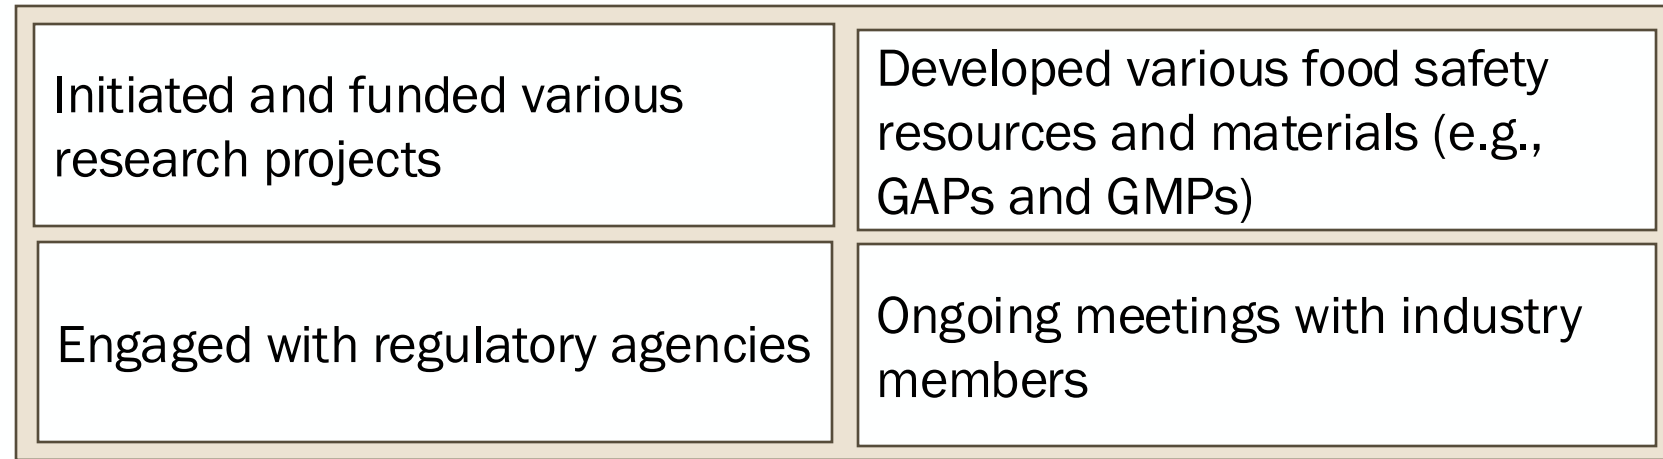 Initiated and funded various
research projects
Developed various food safety
resources and materials (e.g.,
GAPs and GMPs)
Engaged with regulatory agencies
Ongoing meetings with industry
members